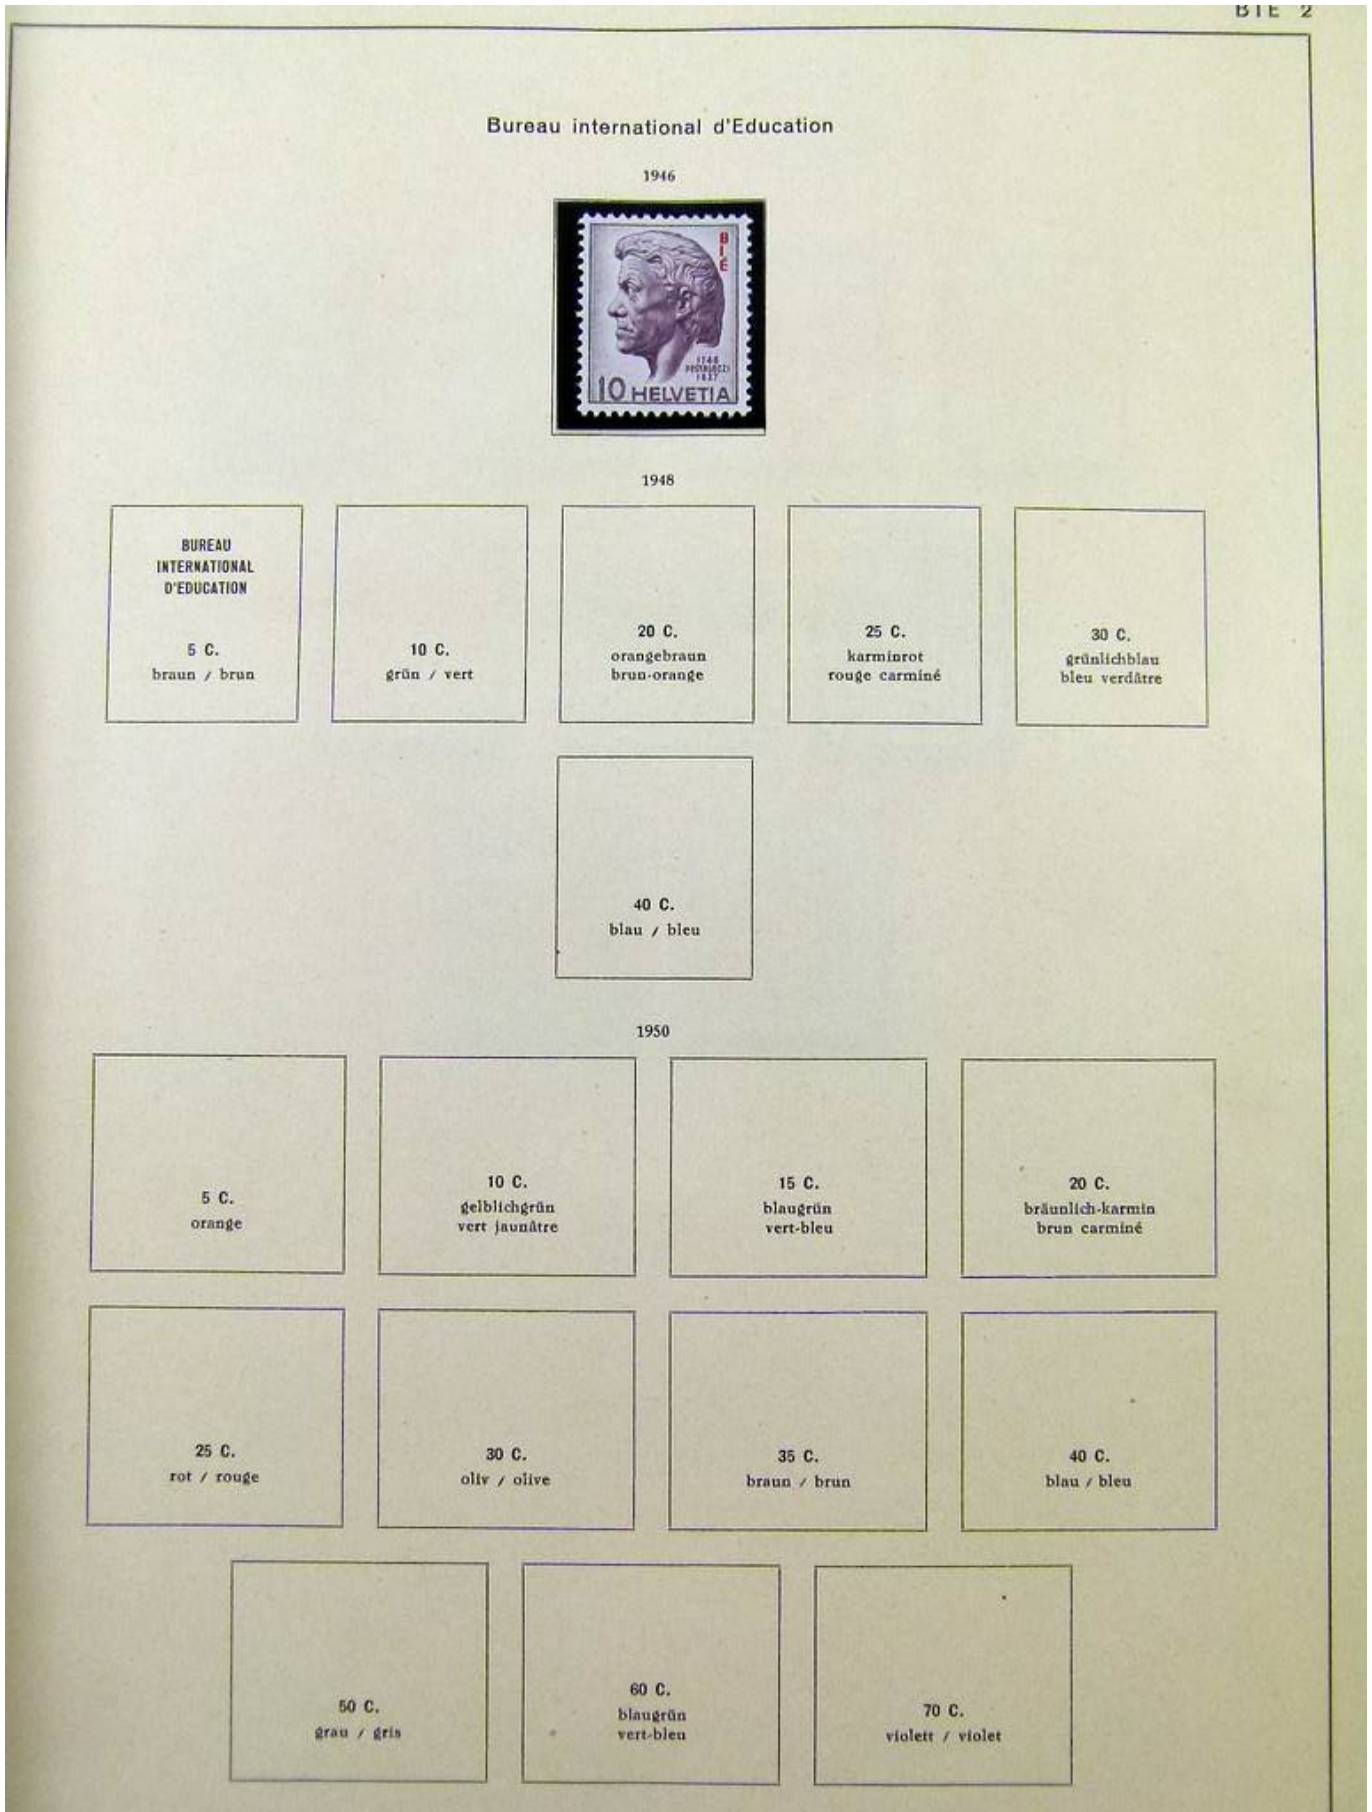 BIE 2
Bureau international d'Education
1946
B
I
É
1746
PESTALOZZI
1827
10 HELVETIA
1948
BUREAU
INTERNATIONAL
D'EDUCATION
5 C.
braun / brun
10 C.
grün / vert
20 C.
orangebraun
brun-orange
25 C.
karminrot
rouge carminé
30 C.
grünlichblau
bleu verdâtre
40 C.
blau / bleu
1950
5 C.
orange
10 C.
gelblichgrün
vert jaunâtre
15 C.
blaugrün
vert-bleu
20 C.
bräunlich-karmin
brun carminé
25 C.
rot / rouge
30 C.
oliv / olive
35 C.
braun / brun
40 C.
blau / bleu
50 C.
grau / gris
60 C.
blaugrün
vert-bleu
70 C.
violett / violet